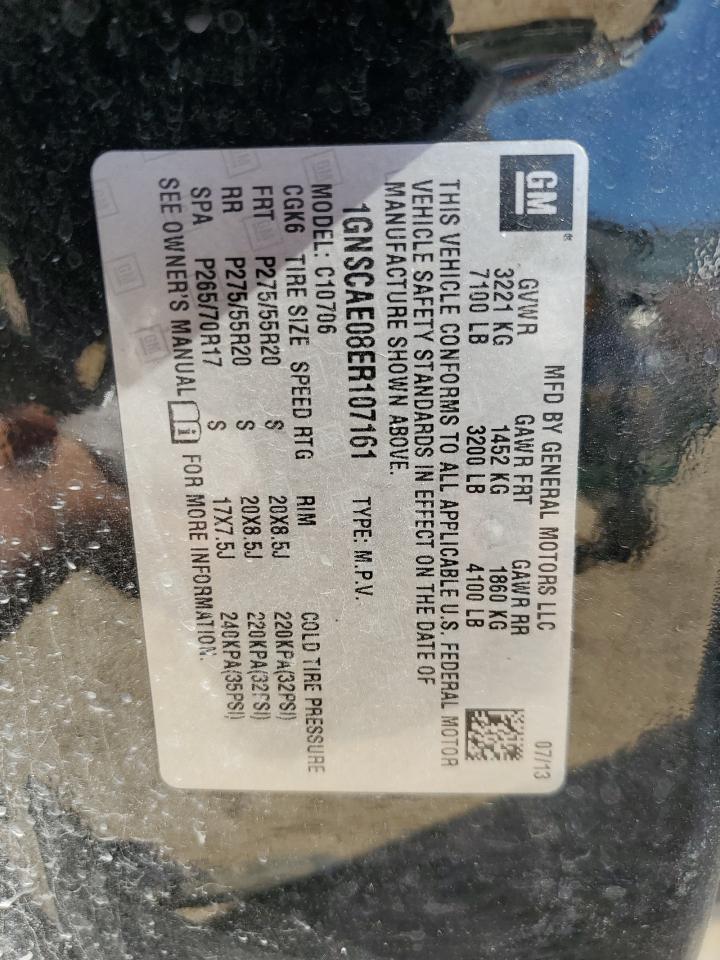 GM®
MFD BY GENERAL MOTORS LLC 07/13
GVWR GAWR FRT GAWR RR
3221 KG 1452 KG 1860 KG
7100 LB 3200 LB 4100 LB
THIS VEHICLE CONFORMS TO ALL APPLICABLE U.S. FEDERAL MOTOR
VEHICLE SAFETY STANDARDS IN EFFECT ON THE DATE OF
MANUFACTURE SHOWN ABOVE.
1GNSCAE08ER107161 TYPE: M.P.V.
MODEL: C10706
CGK6 TIRE SIZE SPEED RTG RIM COLD TIRE PRESSURE
FRT P275/55R20 S 20X8.5J 220KPA(32PSI)
RR P275/55R20 S 20X8.5J 220KPA(32PSI)
SPA P265/70R17 S 17X7.5J 240KPA(35PSI)
SEE OWNER'S MANUAL FOR MORE INFORMATION.